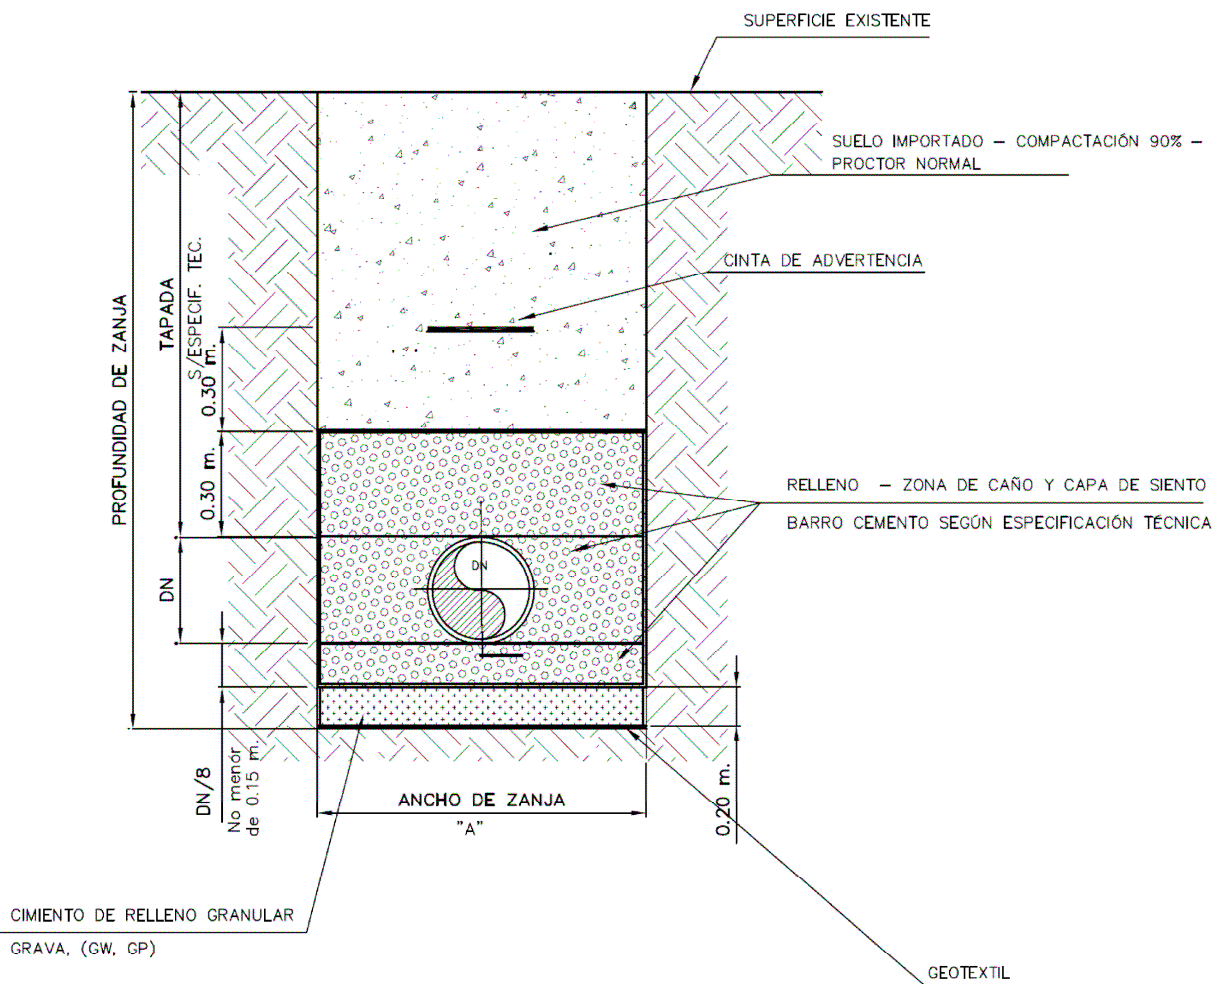 SUPERFICIE EXISTENTE
SUELO IMPORTADO – COMPACTACIÓN 90% –
PROCTOR NORMAL
CINTA DE ADVERTENCIA
PROFUNDIDAD DE ZANJA
TAPADA
S/ESPECIF. TEC.
0.30 m.
0.30 m.
RELLENO – ZONA DE CAÑO Y CAPA DE SIENTO
BARRO CEMENTO SEGÚN ESPECIFICACIÓN TÉCNICA
DN
DN
DN/8
No menor
de 0.15 m.
ANCHO DE ZANJA
"A"
0.20 m.
CIMIENTO DE RELLENO GRANULAR
GRAVA, (GW, GP)
GEOTEXTIL